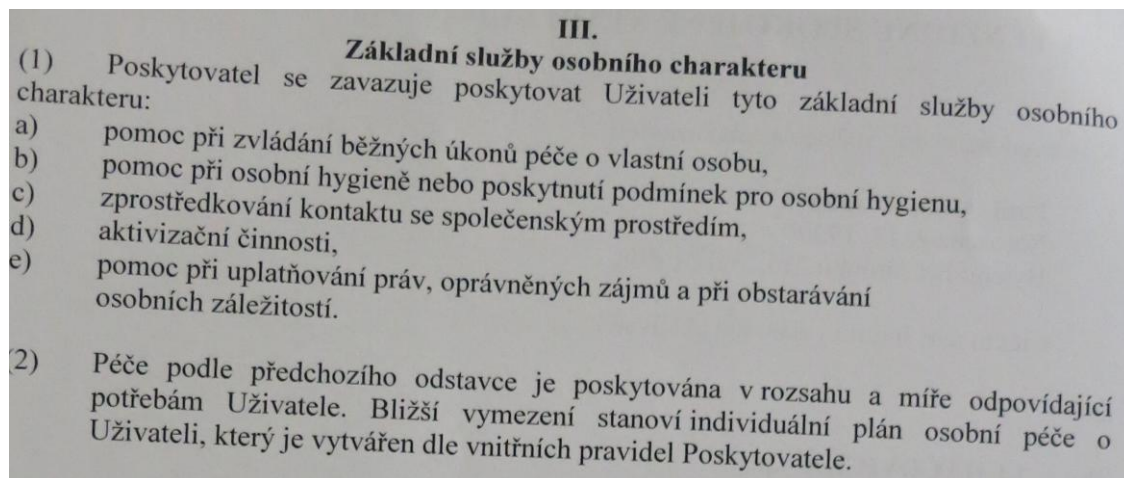 III.
Základní služby osobního charakteru
(1) Poskytovatel se zavazuje poskytovat Uživateli tyto základní služby osobního
charakteru:
a) pomoc při zvládání běžných úkonů péče o vlastní osobu,
b) pomoc při osobní hygieně nebo poskytnutí podmínek pro osobní hygienu,
c) zprostředkování kontaktu se společenským prostředím,
d) aktivizační činnosti,
e) pomoc při uplatňování práv, oprávněných zájmů a při obstarávání
osobních záležitostí.
(2) Péče podle předchozího odstavce je poskytována v rozsahu a míře odpovídající
potřebám Uživatele. Bližší vymezení stanoví individuální plán osobní péče o
Uživateli, který je vytvářen dle vnitřních pravidel Poskytovatele.